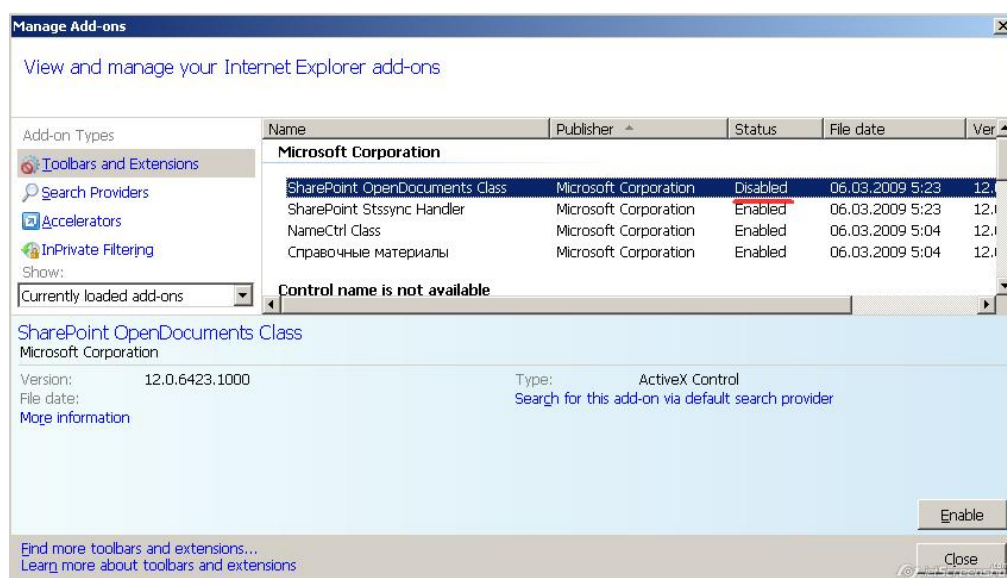 Manage Add-ons
View and manage your Internet Explorer add-ons
Add-on Types
Toolbars and Extensions
Search Providers
Accelerators
InPrivate Filtering
Show:
Currently loaded add-ons
Name Publisher Status File date Ver
Microsoft Corporation
SharePoint OpenDocuments Class Microsoft Corporation Disabled 06.03.2009 5:23 12.
SharePoint Stssync Handler Microsoft Corporation Enabled 06.03.2009 5:23 12.
NameCtrl Class Microsoft Corporation Enabled 06.03.2009 5:04 12.
Справочные материалы Microsoft Corporation Enabled 06.03.2009 5:04 12.
Control name is not available
SharePoint OpenDocuments Class
Microsoft Corporation
Version: 12.0.6423.1000
Type: ActiveX Control
File date:
Search for this add-on via default search provider
More information
Enable
Find more toolbars and extensions...
Learn more about toolbars and extensions
Close